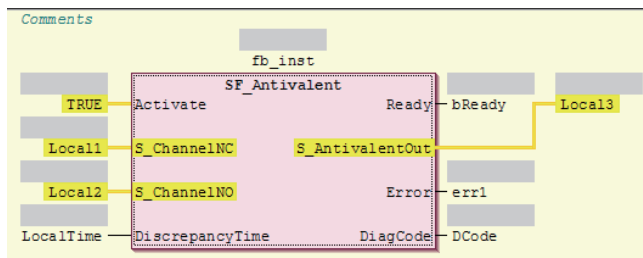 Comments
fb_inst
SF_Antivalent
TRUE Activate Ready bReady Local3
Local1 S_ChannelNC S_AntivalentOut
Local2 S_ChannelNO Error err1
LocalTime DiscrepancyTime DiagCode DCode